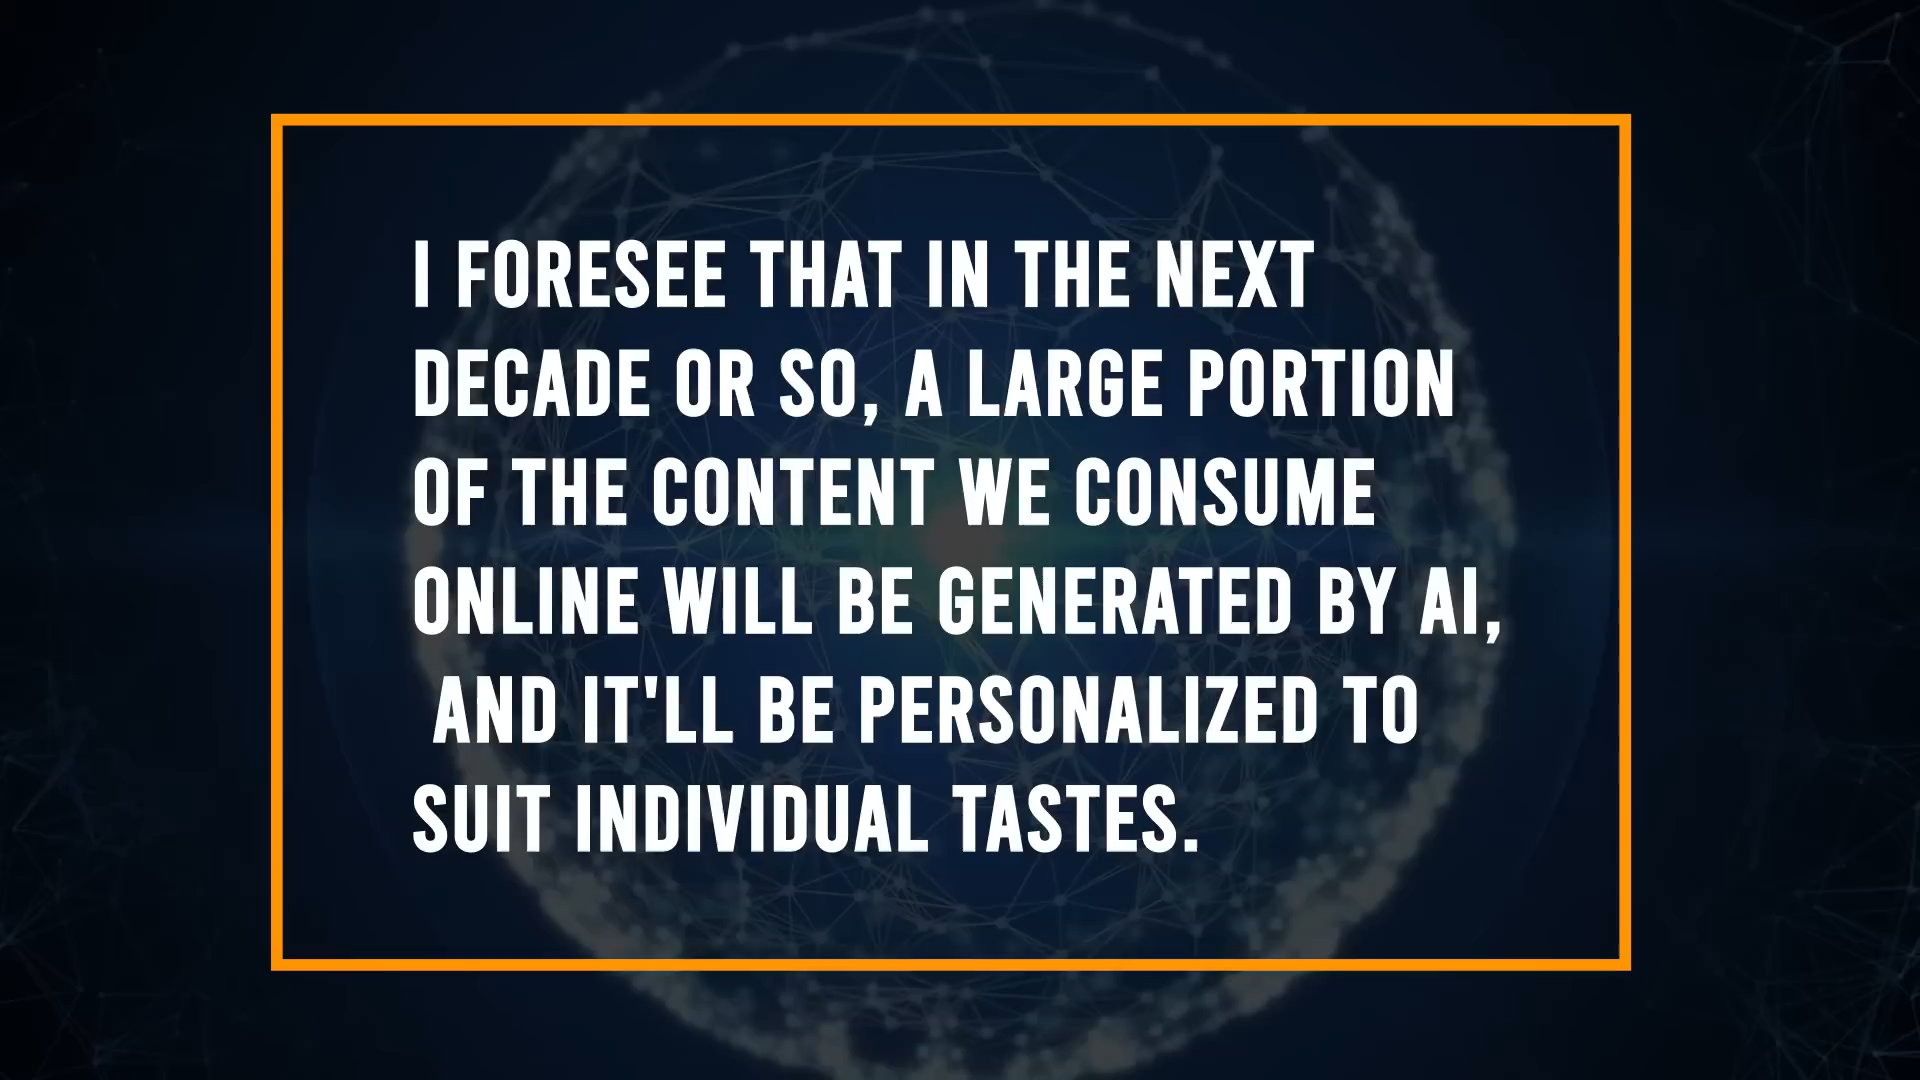 I FORESEE THAT IN THE NEXT
DECADE OR SO, A LARGE PORTION
OF THE CONTENT WE CONSUME
ONLINE WILL BE GENERATED BY AI,
AND IT'LL BE PERSONALIZED TO
SUIT INDIVIDUAL TASTES.